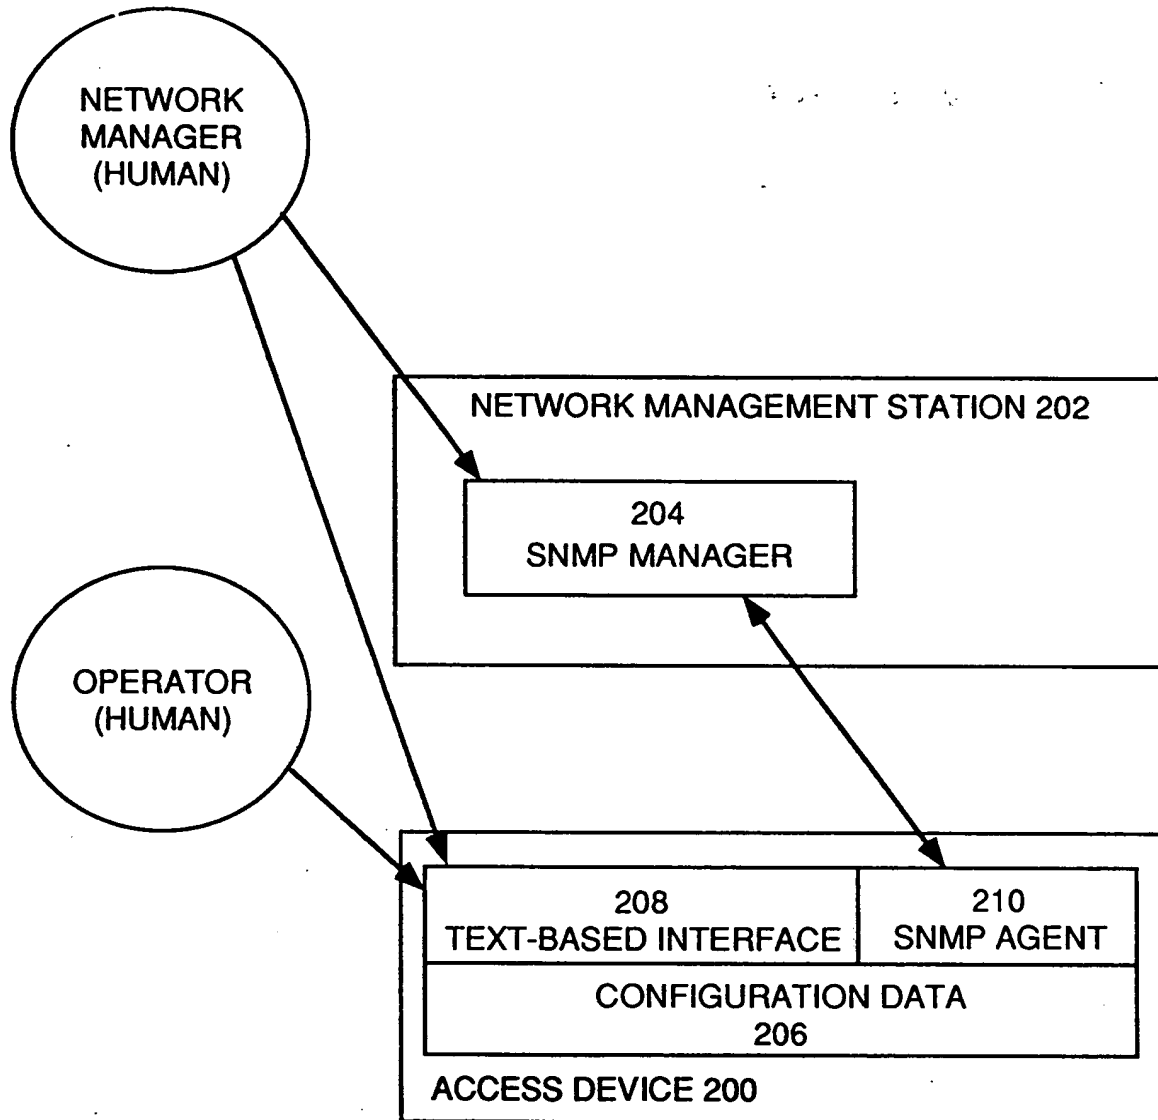 NETWORK
MANAGER
(HUMAN)
NETWORK MANAGEMENT STATION 202
204
SNMP MANAGER
OPERATOR
(HUMAN)
208
TEXT-BASED INTERFACE
210
SNMP AGENT
CONFIGURATION DATA
206
ACCESS DEVICE 200